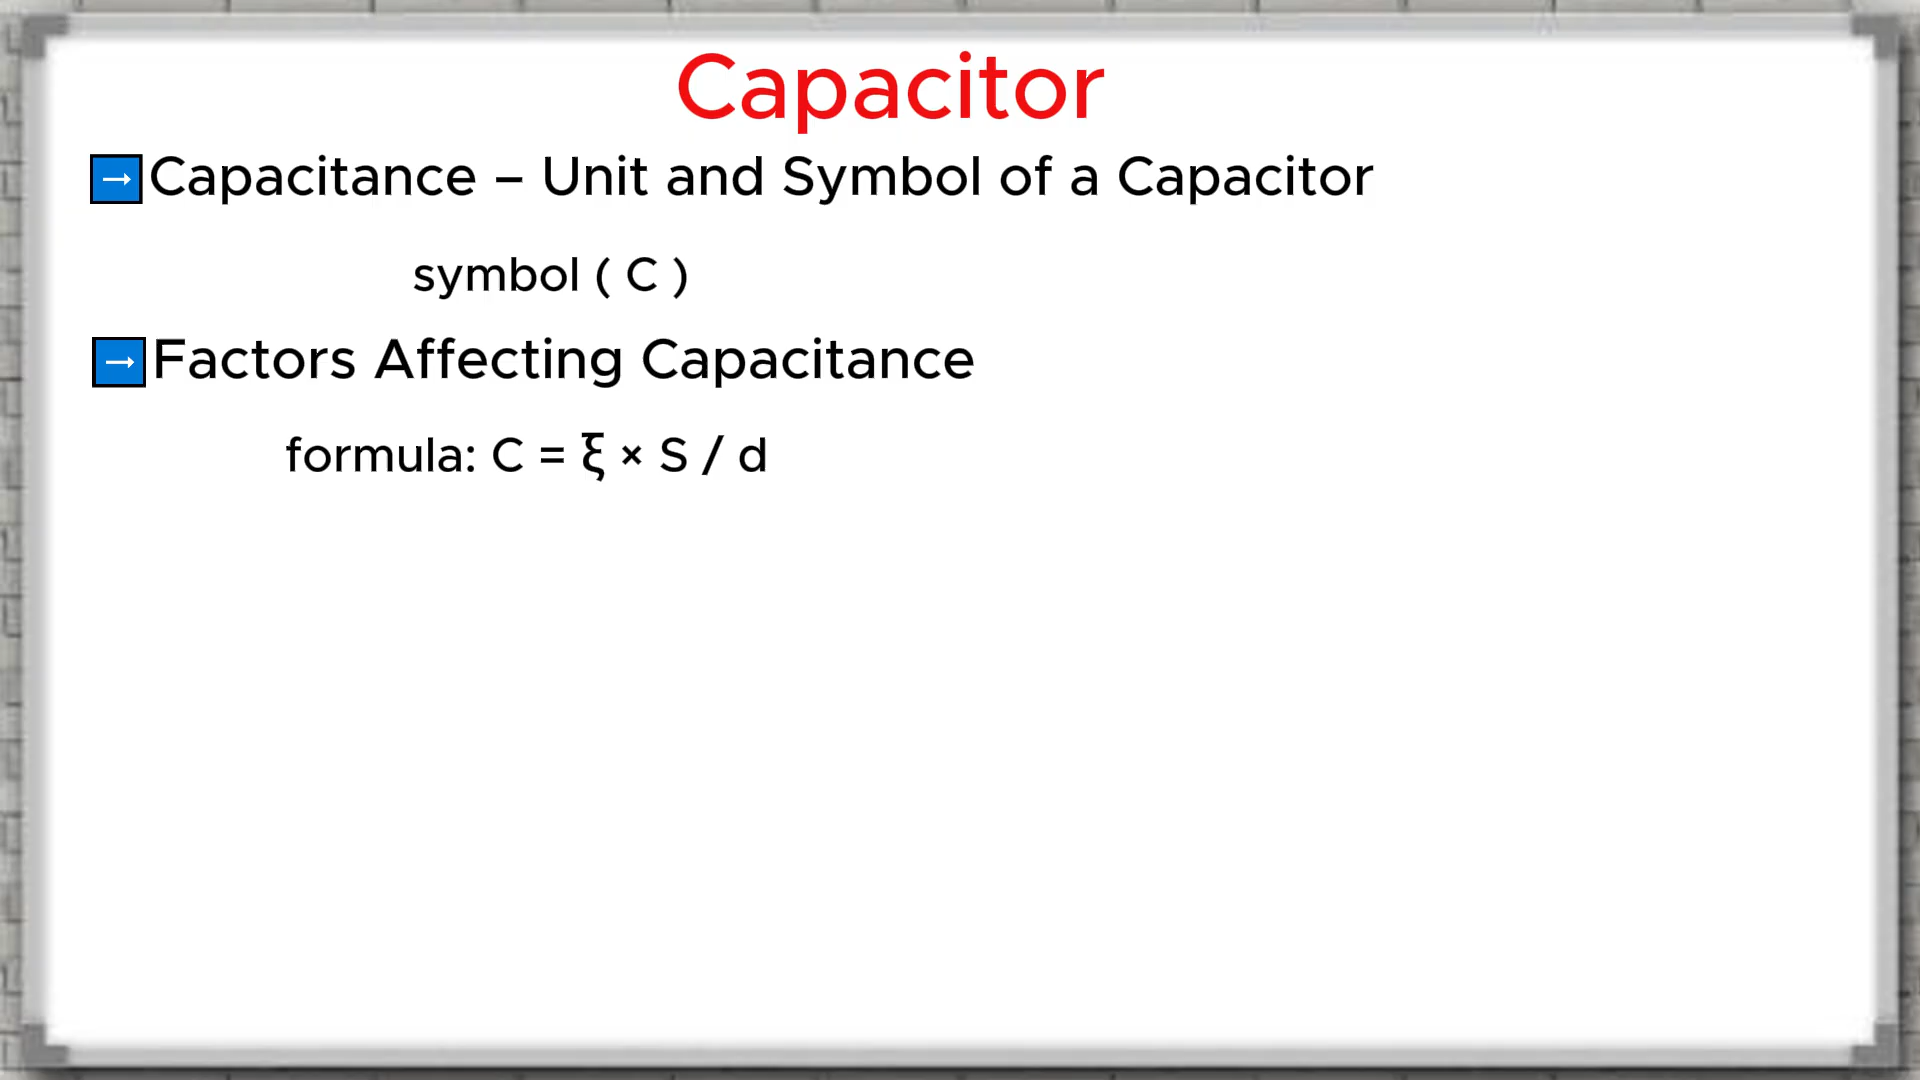 Capacitor
→ Capacitance – Unit and Symbol of a Capacitor
symbol ( C )
→ Factors Affecting Capacitance
formula: C = ξ × S / d